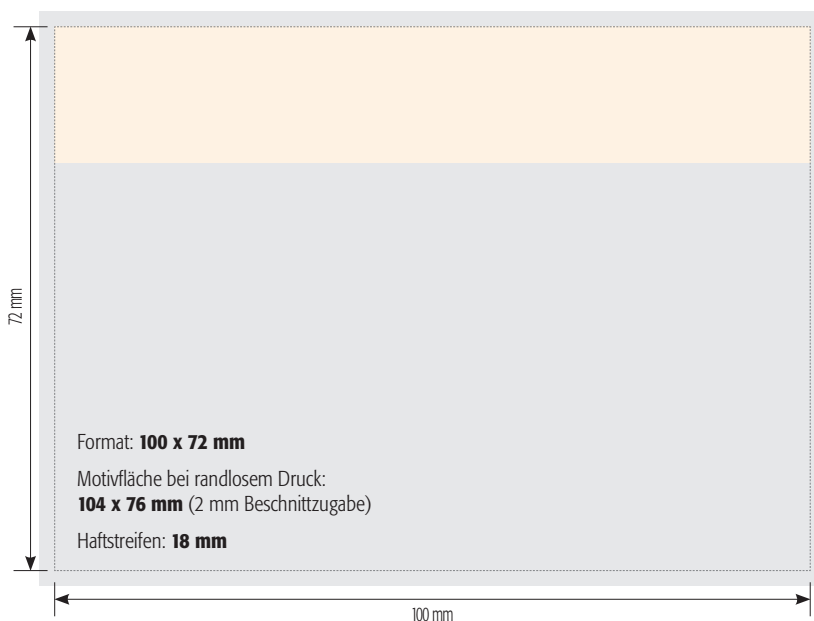 72 mm
Format: 100 x 72 mm
Motivfläche bei randlosem Druck:
104 x 76 mm (2 mm Beschnittzugabe)
Haftstreifen: 18 mm
100 mm